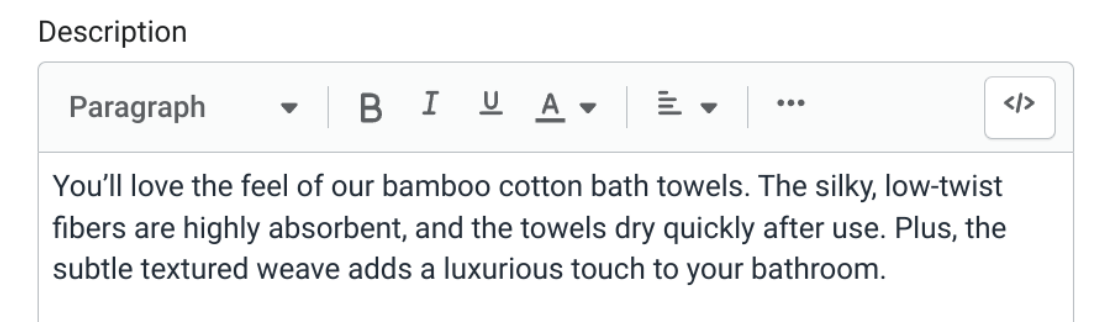 Description
Paragraph B I U A ••• </>
You’ll love the feel of our bamboo cotton bath towels. The silky, low-twist
fibers are highly absorbent, and the towels dry quickly after use. Plus, the
subtle textured weave adds a luxurious touch to your bathroom.